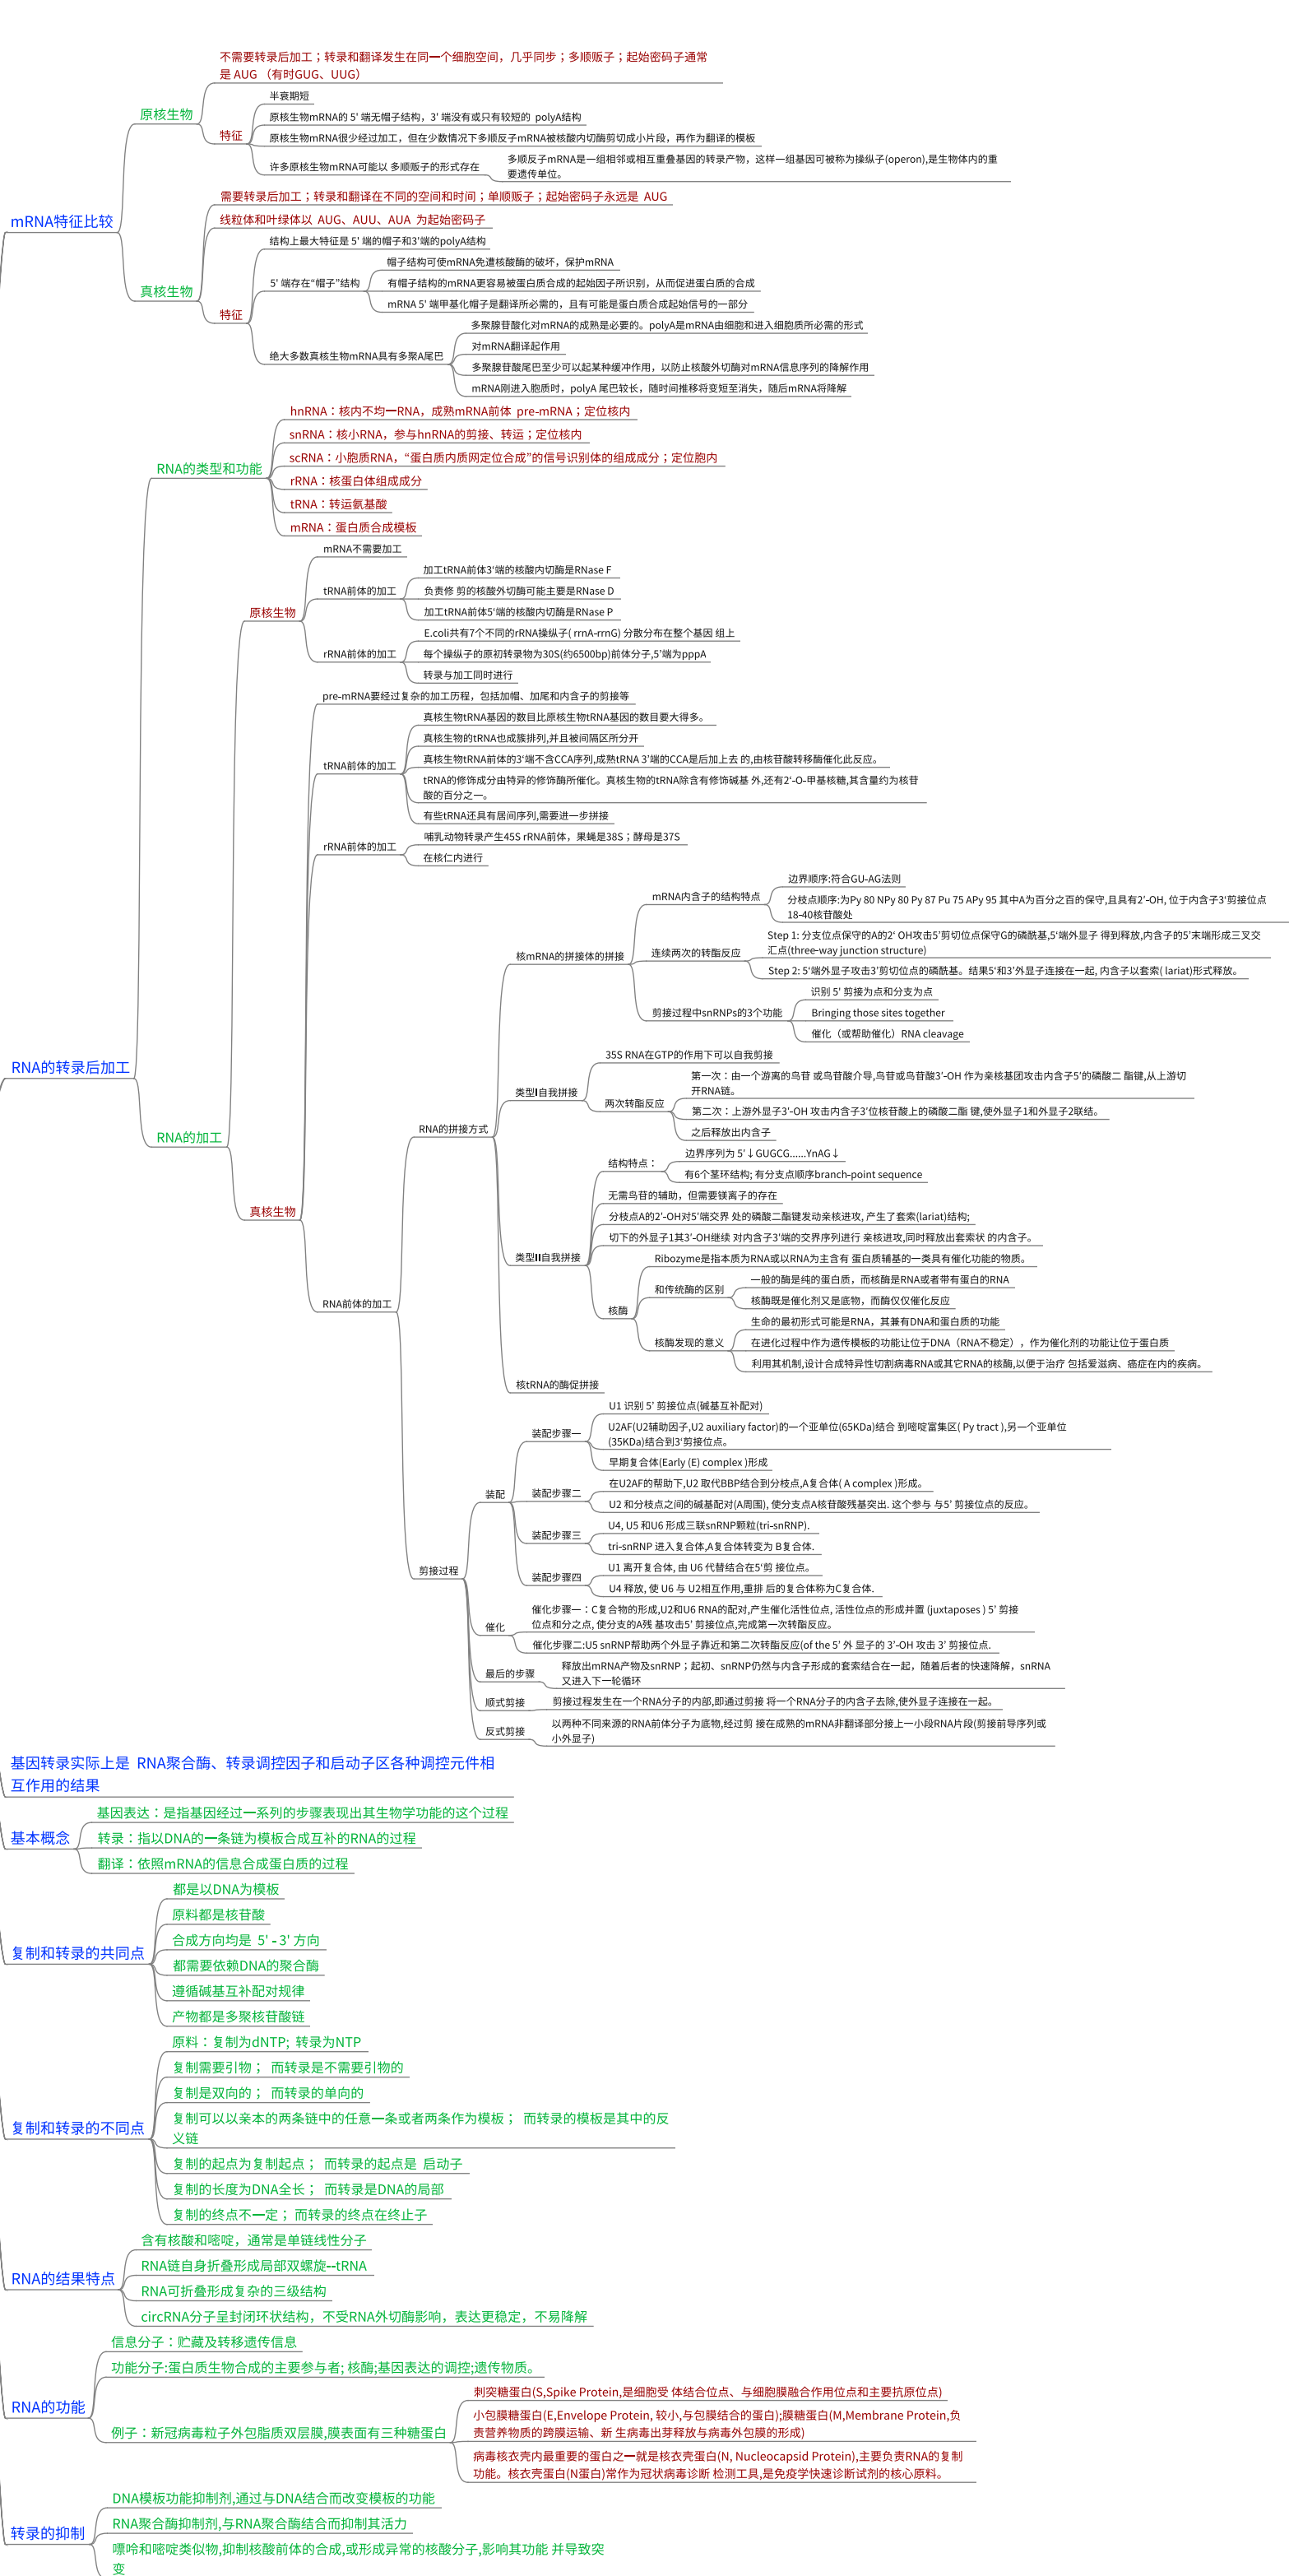 不需要转录后加工；转录和翻译发生在同一个细胞空间，几乎同步；多顺贩子；起始密码子通常
是 AUG （有时GUG、UUG）
原核生物
半衰期短
原核生物mRNA的 5' 端无帽子结构，3' 端没有或只有较短的 polyA结构
特征
原核生物mRNA很少经过加工，但在少数情况下多顺反子mRNA被核酸内切酶剪切成小片段，再作为翻译的模板
许多原核生物mRNA可能以 多顺贩子的形式存在
多顺反子mRNA是一组相邻或相互重叠基因的转录产物，这样一组基因可被称为操纵子(operon),是生物体内的重
要遗传单位。
mRNA特征比较
需要转录后加工；转录和翻译在不同的空间和时间；单顺贩子；起始密码子永远是 AUG
线粒体和叶绿体以 AUG、AUU、AUA 为起始密码子
真核生物
结构上最大特征是 5' 端的帽子和3'端的polyA结构
特征
5' 端存在“帽子”结构
帽子结构可使mRNA免遭核酸酶的破坏，保护mRNA
有帽子结构的mRNA更容易被蛋白质合成的起始因子所识别，从而促进蛋白质的合成
mRNA 5' 端甲基化帽子是翻译所必需的，且有可能是蛋白质合成起始信号的一部分
绝大多数真核生物mRNA具有多聚A尾巴
多聚腺苷酸化对mRNA的成熟是必要的。polyA是mRNA由细胞和进入细胞质所必需的形式
对mRNA翻译起作用
多聚腺苷酸尾巴至少可以起某种缓冲作用，以防止核酸外切酶对mRNA信息序列的降解作用
mRNA刚进入胞质时，polyA 尾巴较长，随时间推移将变短至消失，随后mRNA将降解
RNA的类型和功能
hnRNA：核内不均一RNA，成熟mRNA前体 pre-mRNA；定位核内
snRNA：核小RNA，参与hnRNA的剪接、转运；定位核内
scRNA：小胞质RNA，“蛋白质内质网定位合成”的信号识别体的组成成分；定位胞内
rRNA：核蛋白体组成成分
tRNA：转运氨基酸
mRNA：蛋白质合成模板
RNA的转录后加工
RNA的加工
原核生物
mRNA不需要加工
tRNA前体的加工
加工tRNA前体3‘端的核酸内切酶是RNase F
负责修 剪的核酸外切酶可能主要是RNase D
加工tRNA前体5‘端的核酸内切酶是RNase P
rRNA前体的加工
E.coli共有7个不同的rRNA操纵子( rrnA-rrnG) 分散分布在整个基因 组上
每个操纵子的原初转录物为30S(约6500bp)前体分子,5’端为pppA
转录与加工同时进行
真核生物
pre-mRNA要经过复杂的加工历程，包括加帽、加尾和内含子的剪接等
tRNA前体的加工
真核生物tRNA基因的数目比原核生物tRNA基因的数目要大得多。
真核生物的tRNA也成簇排列,并且被间隔区所分开
真核生物tRNA前体的3‘端不含CCA序列,成熟tRNA 3’端的CCA是后加上去 的,由核苷酸转移酶催化此反应。
tRNA的修饰成分由特异的修饰酶所催化。真核生物的tRNA除含有修饰碱基 外,还有2‘-O-甲基核糖,其含量约为核苷
酸的百分之一。
有些tRNA还具有居间序列,需要进一步拼接
rRNA前体的加工
哺乳动物转录产生45S rRNA前体，果蝇是38S；酵母是37S
在核仁内进行
RNA前体的加工
RNA的拼接方式
核mRNA的拼接体的拼接
mRNA内含子的结构特点
边界顺序:符合GU-AG法则
分枝点顺序:为Py 80 NPy 80 Py 87 Pu 75 APy 95 其中A为百分之百的保守,且具有2’-OH, 位于内含子3‘剪接位点
18-40核苷酸处
连续两次的转酯反应
Step 1: 分支位点保守的A的2‘ OH攻击5’剪切位点保守G的磷酰基,5‘端外显子 得到释放,内含子的5’末端形成三叉交
汇点(three-way junction structure)
Step 2: 5‘端外显子攻击3’剪切位点的磷酰基。结果5‘和3’外显子连接在一起, 内含子以套索( lariat)形式释放。
剪接过程中snRNPs的3个功能
识别 5' 剪接为点和分支为点
Bringing those sites together
催化（或帮助催化）RNA cleavage
类型Ⅰ自我拼接
35S RNA在GTP的作用下可以自我剪接
两次转酯反应
第一次：由一个游离的鸟苷 或鸟苷酸介导,鸟苷或鸟苷酸3’-OH 作为亲核基团攻击内含子5’的磷酸二 酯键,从上游切
开RNA链。
第二次：上游外显子3’-OH 攻击内含子3’位核苷酸上的磷酸二酯 键,使外显子1和外显子2联结。
之后释放出内含子
类型II自我拼接
结构特点：
边界序列为 5’↓GUGCG......YnAG↓
有6个茎环结构; 有分支点顺序branch-point sequence
无需鸟苷的辅助，但需要镁离子的存在
分枝点A的2’-OH对5’端交界 处的磷酸二酯键发动亲核进攻, 产生了套索(lariat)结构;
切下的外显子1其3’-OH继续 对内含子3’端的交界序列进行 亲核进攻,同时释放出套索状 的内含子。
核酶
Ribozyme是指本质为RNA或以RNA为主含有 蛋白质辅基的一类具有催化功能的物质。
和传统酶的区别
一般的酶是纯的蛋白质，而核酶是RNA或者带有蛋白的RNA
核酶既是催化剂又是底物，而酶仅仅催化反应
核酶发现的意义
生命的最初形式可能是RNA，其兼有DNA和蛋白质的功能
在进化过程中作为遗传模板的功能让位于DNA（RNA不稳定），作为催化剂的功能让位于蛋白质
利用其机制,设计合成特异性切割病毒RNA或其它RNA的核酶,以便于治疗 包括爱滋病、癌症在内的疾病。
核tRNA的酶促拼接
剪接过程
装配
装配步骤一
U1 识别 5’ 剪接位点(碱基互补配对)
U2AF(U2辅助因子,U2 auxiliary factor)的一个亚单位(65KDa)结合 到嘧啶富集区( Py tract ),另一个亚单位
(35KDa)结合到3‘剪接位点。
早期复合体(Early (E) complex )形成
装配步骤二
在U2AF的帮助下,U2 取代BBP结合到分枝点,A复合体( A complex )形成。
U2 和分枝点之间的碱基配对(A周围), 使分支点A核苷酸残基突出. 这个参与 与5’ 剪接位点的反应。
装配步骤三
U4, U5 和U6 形成三联snRNP颗粒(tri-snRNP).
tri-snRNP 进入复合体,A复合体转变为 B复合体.
装配步骤四
U1 离开复合体, 由 U6 代替结合在5‘剪 接位点。
U4 释放, 使 U6 与 U2相互作用,重排 后的复合体称为C复合体.
催化
催化步骤一：C复合物的形成,U2和U6 RNA的配对,产生催化活性位点, 活性位点的形成并置 (juxtaposes ) 5’ 剪接
位点和分之点, 使分支的A残 基攻击5’ 剪接位点,完成第一次转酯反应。
催化步骤二:U5 snRNP帮助两个外显子靠近和第二次转酯反应(of the 5’ 外 显子的 3’-OH 攻击 3’ 剪接位点.
最后的步骤
释放出mRNA产物及snRNP；起初、snRNP仍然与内含子形成的套索结合在一起，随着后者的快速降解，snRNA
又进入下一轮循环
顺式剪接
剪接过程发生在一个RNA分子的内部,即通过剪接 将一个RNA分子的内含子去除,使外显子连接在一起。
反式剪接
以两种不同来源的RNA前体分子为底物,经过剪 接在成熟的mRNA非翻译部分接上一小段RNA片段(剪接前导序列或
小外显子)
基因转录实际上是 RNA聚合酶、转录调控因子和启动子区各种调控元件相
互作用的结果
基本概念
基因表达：是指基因经过一系列的步骤表现出其生物学功能的这个过程
转录：指以DNA的一条链为模板合成互补的RNA的过程
翻译：依照mRNA的信息合成蛋白质的过程
复制和转录的共同点
都是以DNA为模板
原料都是核苷酸
合成方向均是 5' - 3' 方向
都需要依赖DNA的聚合酶
遵循碱基互补配对规律
产物都是多聚核苷酸链
复制和转录的不同点
原料：复制为dNTP; 转录为NTP
复制需要引物； 而转录是不需要引物的
复制是双向的； 而转录的单向的
复制可以以亲本的两条链中的任意一条或者两条作为模板； 而转录的模板是其中的反
义链
复制的起点为复制起点； 而转录的起点是 启动子
复制的长度为DNA全长； 而转录是DNA的局部
复制的终点不一定；而转录的终点在终止子
RNA的结果特点
含有核酸和嘧啶，通常是单链线性分子
RNA链自身折叠形成局部双螺旋--tRNA
RNA可折叠形成复杂的三级结构
circRNA分子呈封闭环状结构，不受RNA外切酶影响，表达更稳定，不易降解
RNA的功能
信息分子：贮藏及转移遗传信息
功能分子:蛋白质生物合成的主要参与者; 核酶;基因表达的调控;遗传物质。
例子：新冠病毒粒子外包脂质双层膜,膜表面有三种糖蛋白
刺突糖蛋白(S,Spike Protein,是细胞受 体结合位点、与细胞膜融合作用位点和主要抗原位点)
小包膜糖蛋白(E,Envelope Protein, 较小,与包膜结合的蛋白);膜糖蛋白(M,Membrane Protein,负
责营养物质的跨膜运输、新 生病毒出芽释放与病毒外包膜的形成)
病毒核衣壳内最重要的蛋白之一就是核衣壳蛋白(N, Nucleocapsid Protein),主要负责RNA的复制
功能。核衣壳蛋白(N蛋白)常作为冠状病毒诊断 检测工具,是免疫学快速诊断试剂的核心原料。
转录的抑制
DNA模板功能抑制剂,通过与DNA结合而改变模板的功能
RNA聚合酶抑制剂,与RNA聚合酶结合而抑制其活力
嘌呤和嘧啶类似物,抑制核酸前体的合成,或形成异常的核酸分子,影响其功能 并导致突
变